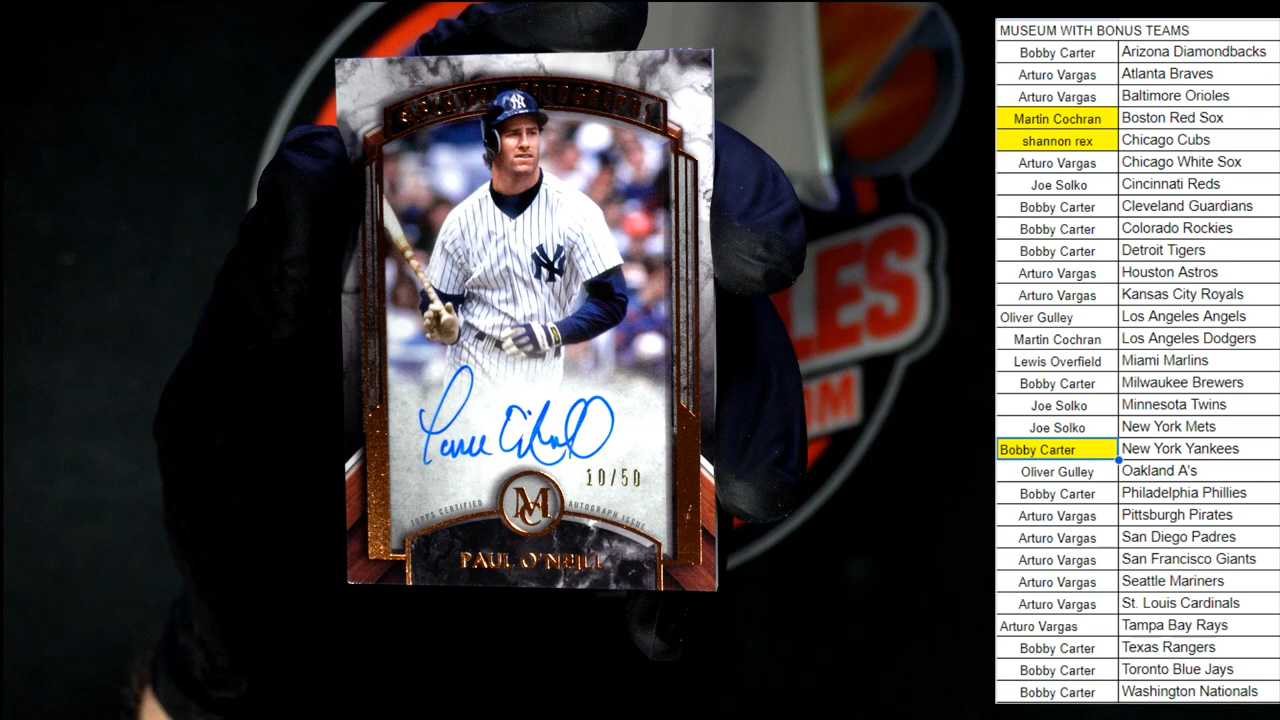 ARCHIVAL AUTOGRAPHS
NY
LES
OM
Paul O'Neill
10/50
TOPPS CERTIFIED
AUTOGRAPH ISSUE
M
PAUL O'NEILL
MUSEUM WITH BONUS TEAMS
Bobby Carter Arizona Diamondbacks
Arturo Vargas Atlanta Braves
Arturo Vargas Baltimore Orioles
Martin Cochran Boston Red Sox
shannon rex Chicago Cubs
Arturo Vargas Chicago White Sox
Joe Solko Cincinnati Reds
Bobby Carter Cleveland Guardians
Bobby Carter Colorado Rockies
Bobby Carter Detroit Tigers
Arturo Vargas Houston Astros
Arturo Vargas Kansas City Royals
Oliver Gulley Los Angeles Angels
Martin Cochran Los Angeles Dodgers
Lewis Overfield Miami Marlins
Bobby Carter Milwaukee Brewers
Joe Solko Minnesota Twins
Joe Solko New York Mets
Bobby Carter New York Yankees
Oliver Gulley Oakland A's
Bobby Carter Philadelphia Phillies
Arturo Vargas Pittsburgh Pirates
Arturo Vargas San Diego Padres
Arturo Vargas San Francisco Giants
Arturo Vargas Seattle Mariners
Arturo Vargas St. Louis Cardinals
Arturo Vargas Tampa Bay Rays
Bobby Carter Texas Rangers
Bobby Carter Toronto Blue Jays
Bobby Carter Washington Nationals